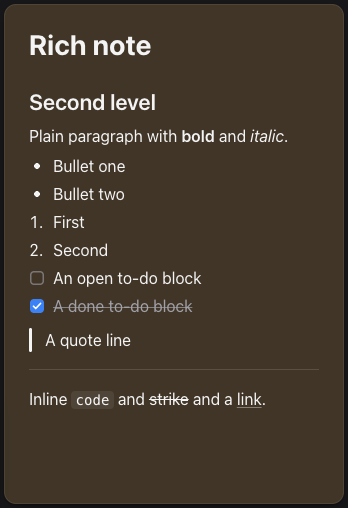 Rich note
Second level
Plain paragraph with bold and italic.
• Bullet one
• Bullet two
1. First
2. Second
An open to-do block
A done to-do block
A quote line
Inline code and strike and a link.